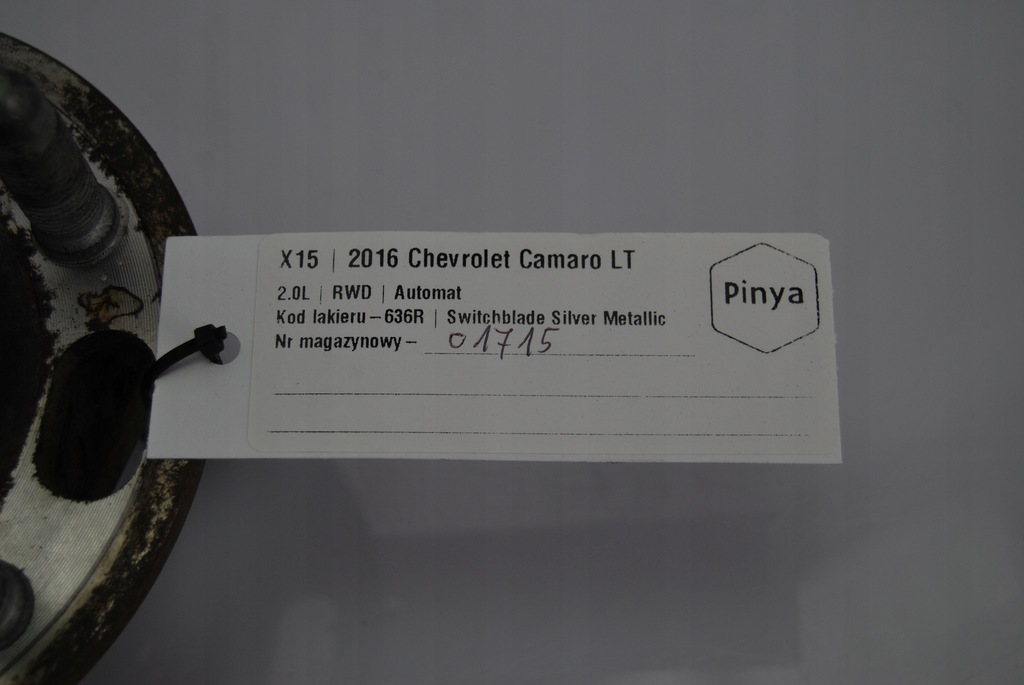 X15 | 2016 Chevrolet Camaro LT
2.0L | RWD | Automat
Kod lakieru – 636R | Switchblade Silver Metallic
Nr magazynowy – 01715
Pinya